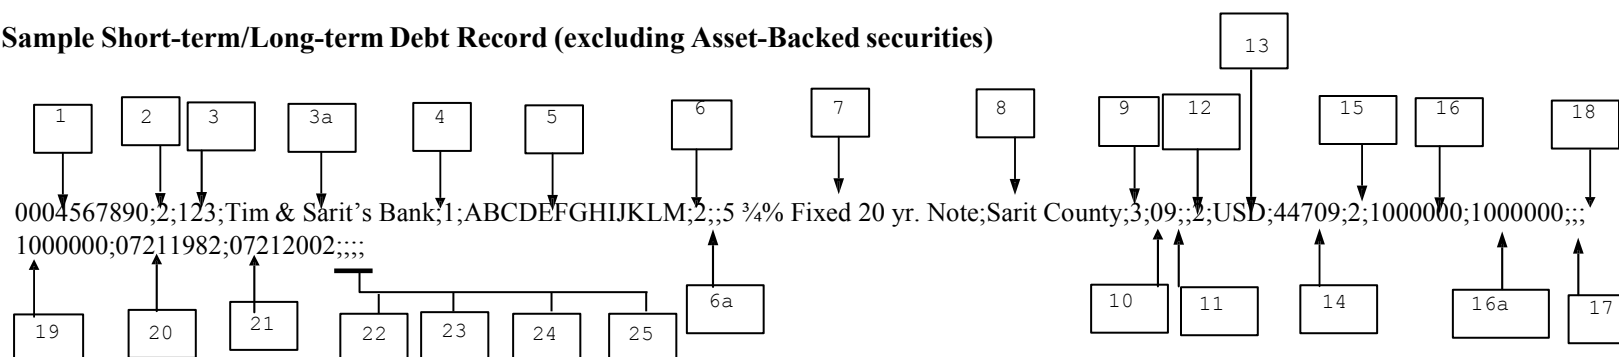 Sample Short-term/Long-term Debt Record (excluding Asset-Backed securities)
13
1 2 3 3a 4 5 6 7 8 9 12 15 16 18
0004567890;2;123;Tim & Sarit's Bank;1;ABCDEFGHIJKLM;2;;5 ¾% Fixed 20 yr. Note;Sarit County;3;09;;2;USD;44709;2;1000000;1000000;;;
1000000;07211982;07212002;;;;
19 20 21 22 23 24 25 6a 10 11 14 16a 17